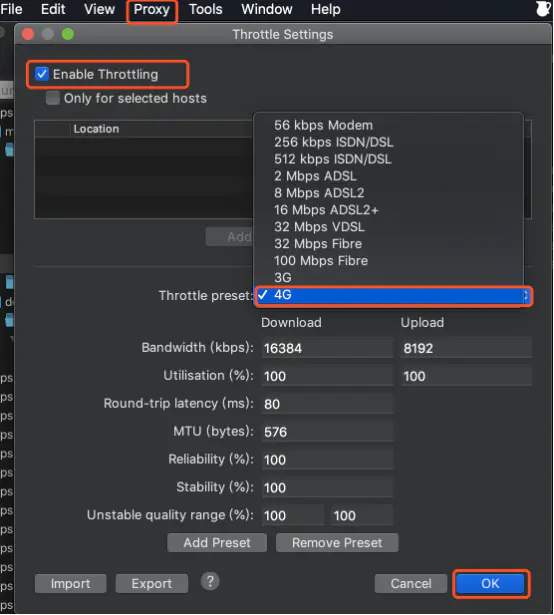 File Edit View Proxy Tools Window Help
Throttle Settings
Enable Throttling
Only for selected hosts
Location
56 kbps Modem
256 kbps ISDN/DSL
512 kbps ISDN/DSL
2 Mbps ADSL
8 Mbps ADSL2
16 Mbps ADSL2+
32 Mbps VDSL
32 Mbps Fibre
100 Mbps Fibre
3G
Add
Throttle preset: ✓ 4G
Download Upload
Bandwidth (kbps): 16384 8192
Utilisation (%): 100 100
Round-trip latency (ms): 80
MTU (bytes): 576
Reliability (%): 100
Stability (%): 100
Unstable quality range (%): 100 100
Add Preset Remove Preset
Import Export ? Cancel OK